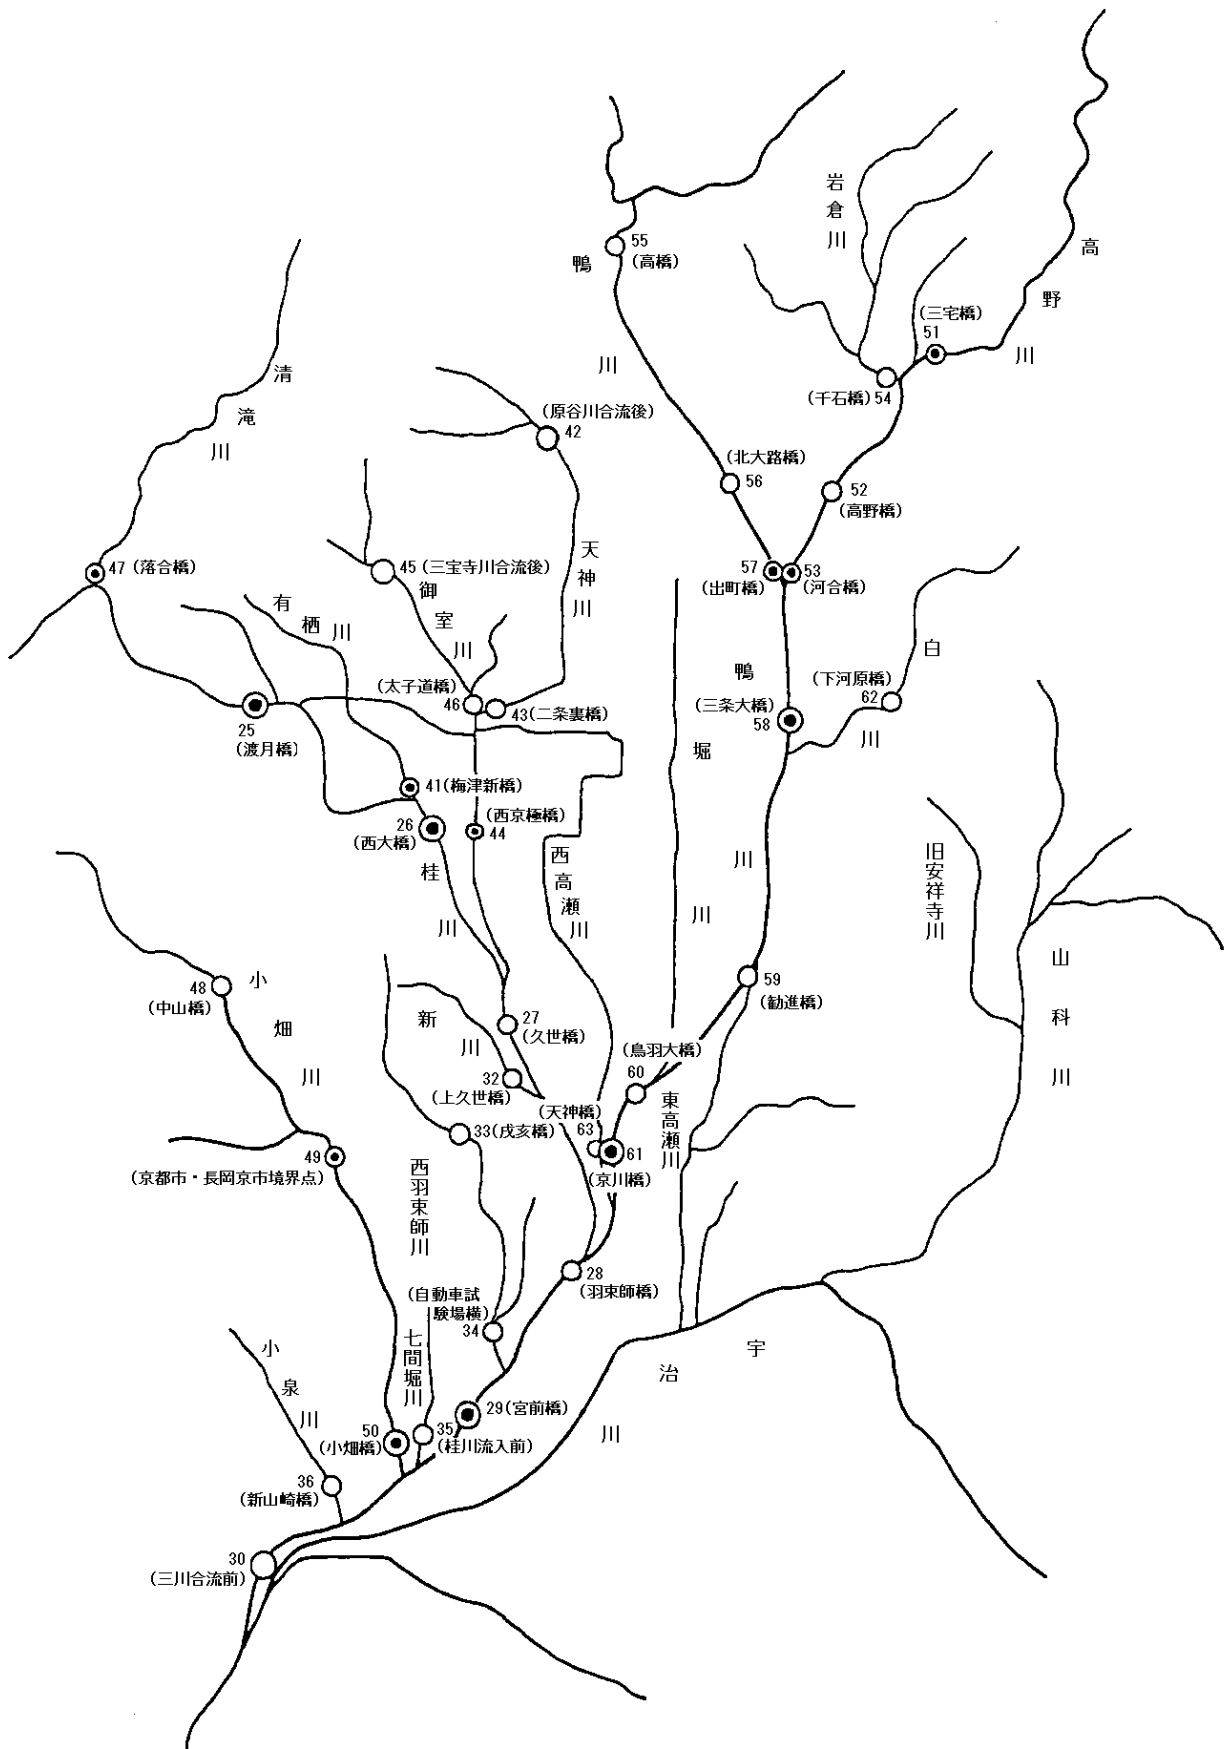 岩倉川
高野川
鴨川
55
(高橋)
(三宅橋)
51
(千石橋) 54
清滝川
(原谷川合流後)
42
(北大路橋)
56
52
(高野橋)
47 (落合橋)
45 (三宝寺川合流後)
御室川
天神川
有栖川
57
(出町橋)
53
(河合橋)
白川
(下河原橋)
62
鴨川
(三条大橋)
58
(太子道橋)
46
43(二条裏橋)
25
(渡月橋)
堀川
41(梅津新橋)
26
(西大橋)
(西京極橋)
44
桂川
西高瀬川
旧安祥寺川
山科川
48
(中山橋)
小畑川
新川
27
(久世橋)
59
(勧進橋)
(鳥羽大橋)
60
32
(上久世橋)
(天神橋)
63
33(戌亥橋)
61
(京川橋)
東高瀬川
49
(京都市・長岡京市境界点)
西羽束師川
28
(羽束師橋)
(自動車試
験場横)
34
七間堀川
小泉川
宇治川
29(宮前橋)
50
(小畑橋)
35
(桂川流入前)
36
(新山崎橋)
30
(三川合流前)